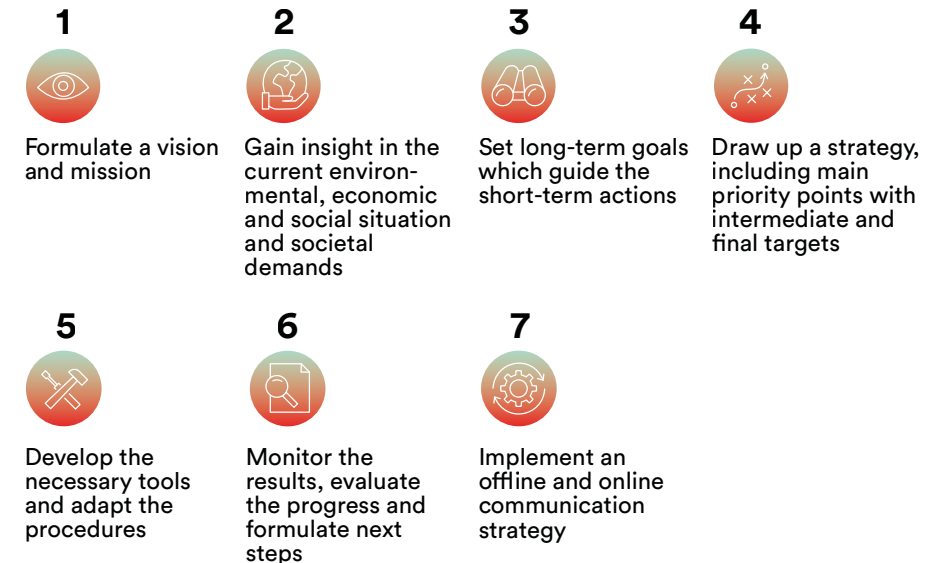 1
Formulate a vision
and mission
2
Gain insight in the
current environ-
mental, economic
and social situation
and societal
demands
3
Set long-term goals
which guide the
short-term actions
4
Draw up a strategy,
including main
priority points with
intermediate and
final targets
5
Develop the
necessary tools
and adapt the
procedures
6
Monitor the
results, evaluate
the progress and
formulate next
steps
7
Implement an
offline and online
communication
strategy